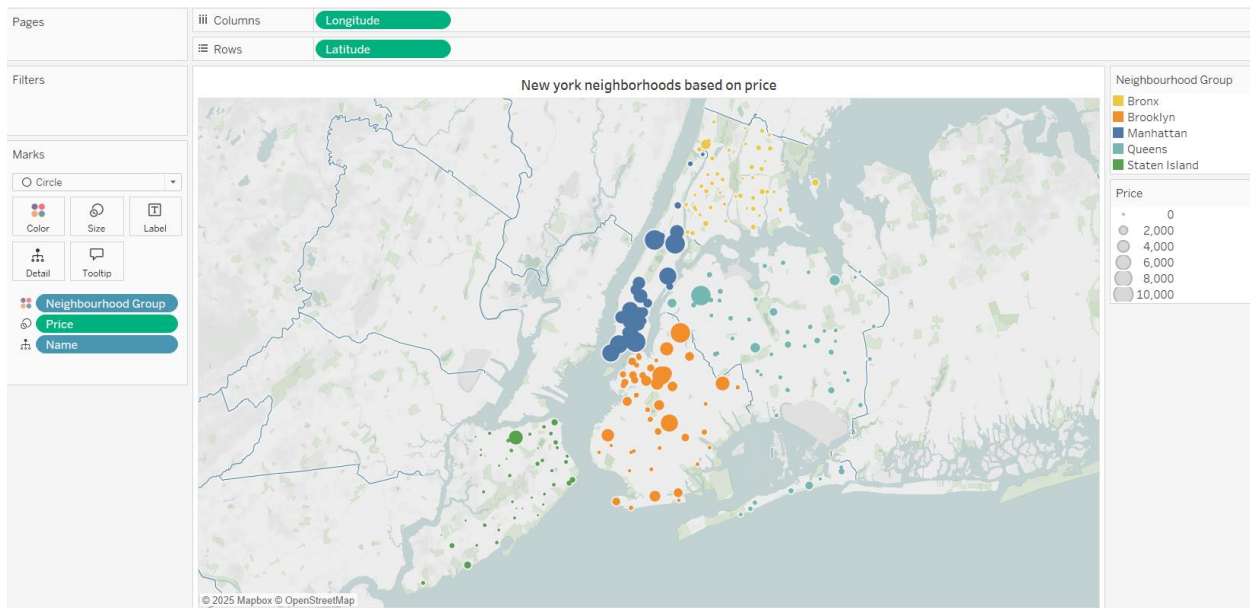 Pages
iii Columns Longitude
Rows Latitude
Filters
New york neighborhoods based on price
Neighbourhood Group
Bronx
Brooklyn
Manhattan
Queens
Staten Island
Marks
Circle
Color Size Label
Detail Tooltip
Neighbourhood Group
Price
Name
Price
0
2,000
4,000
6,000
8,000
10,000
© 2025 Mapbox © OpenStreetMap